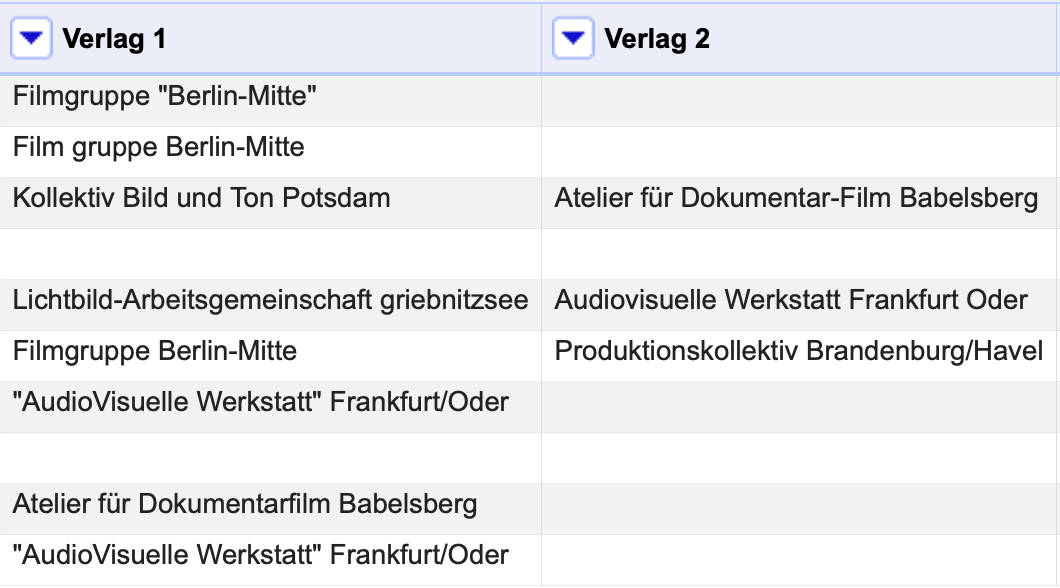 Verlag 1 Verlag 2
Filmgruppe "Berlin-Mitte"
Film gruppe Berlin-Mitte
Kollektiv Bild und Ton Potsdam Atelier für Dokumentar-Film Babelsberg
Lichtbild-Arbeitsgemeinschaft griebnitzsee Audiovisuelle Werkstatt Frankfurt Oder
Filmgruppe Berlin-Mitte Produktionskollektiv Brandenburg/Havel
"AudioVisuelle Werkstatt" Frankfurt/Oder
Atelier für Dokumentarfilm Babelsberg
"AudioVisuelle Werkstatt" Frankfurt/Oder